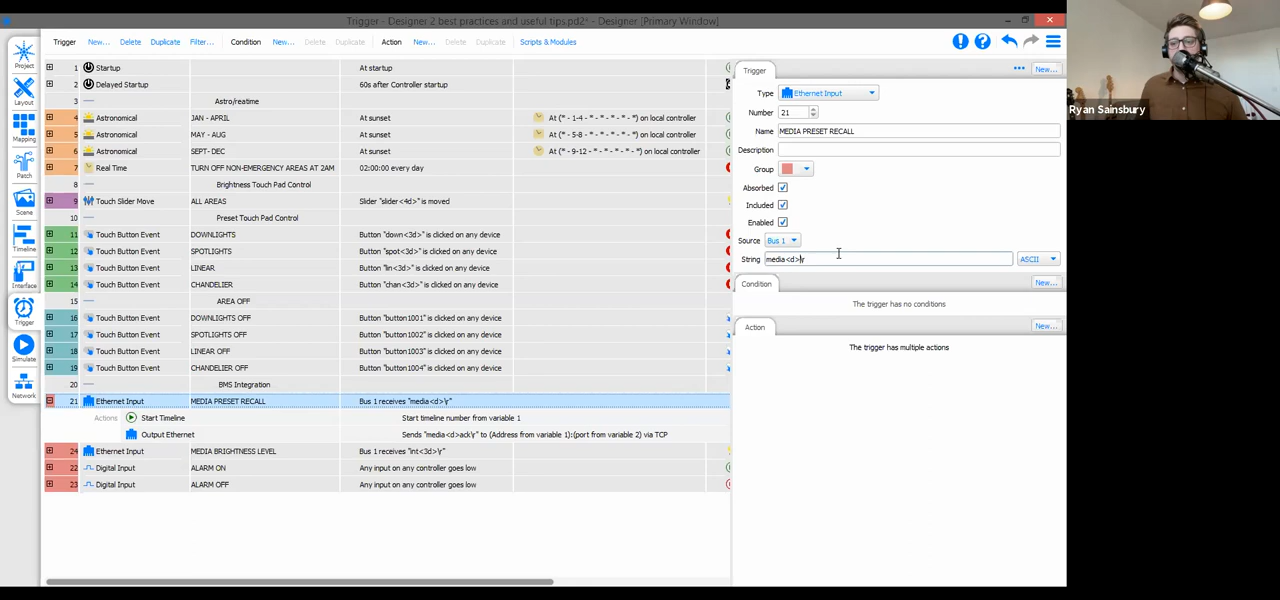 Trigger - Designer 2 best practices and useful tips.pd2* - Designer [Primary Window]
Trigger New... Delete Duplicate Filter... Condition New... Delete Duplicate Action New... Delete Duplicate Scripts & Modules
Project
Layout
Mapping
Patch
Scene
Timeline
Interface
Trigger
Simulate
Network
1 Startup At startup
2 Delayed Startup 60s after Controller startup
3 Astro/reatime
4 Astronomical JAN - APRIL At sunset At (* - 1-4 - * - * - * - *) on local controller
5 Astronomical MAY - AUG At sunset At (* - 5-8 - * - * - * - *) on local controller
6 Astronomical SEPT- DEC At sunset At (* - 9-12 - * - * - * - *) on local controller
7 Real Time TURN OFF NON-EMERGENCY AREAS AT 2AM 02:00:00 every day
8 Brightness Touch Pad Control
9 Touch Slider Move ALL AREAS Slider "slider<4d>" is moved
10 Preset Touch Pad Control
11 Touch Button Event DOWNLIGHTS Button "down<3d>" is clicked on any device
12 Touch Button Event SPOTLIGHTS Button "spot<3d>" is clicked on any device
13 Touch Button Event LINEAR Button "lin<3d>" is clicked on any device
14 Touch Button Event CHANDELIER Button "chan<3d>" is clicked on any device
15 AREA OFF
16 Touch Button Event DOWNLIGHTS OFF Button "button1001" is clicked on any device
17 Touch Button Event SPOTLIGHTS OFF Button "button1002" is clicked on any device
18 Touch Button Event LINEAR OFF Button "button1003" is clicked on any device
19 Touch Button Event CHANDELIER OFF Button "button1004" is clicked on any device
20 BMS Integration
21 Ethernet Input MEDIA PRESET RECALL Bus 1 receives "media<d>\r"
Actions Start Timeline Start timeline number from variable 1
Output Ethernet Sends "media<d>ack\r" to (Address from variable 1):(port from variable 2) via TCP
24 Ethernet Input MEDIA BRIGHTNESS LEVEL Bus 1 receives "int<3d>\r"
22 Digital Input ALARM ON Any input on any controller goes low
23 Digital Input ALARM OFF Any input on any controller goes low
Trigger ... New...
Type Ethernet Input
Number 21
Name MEDIA PRESET RECALL
Description
Group
Absorbed
Included
Enabled
Source Bus 1
String media<d>\r ASCII
Condition New...
The trigger has no conditions
Action New...
The trigger has multiple actions
Ryan Sainsbury